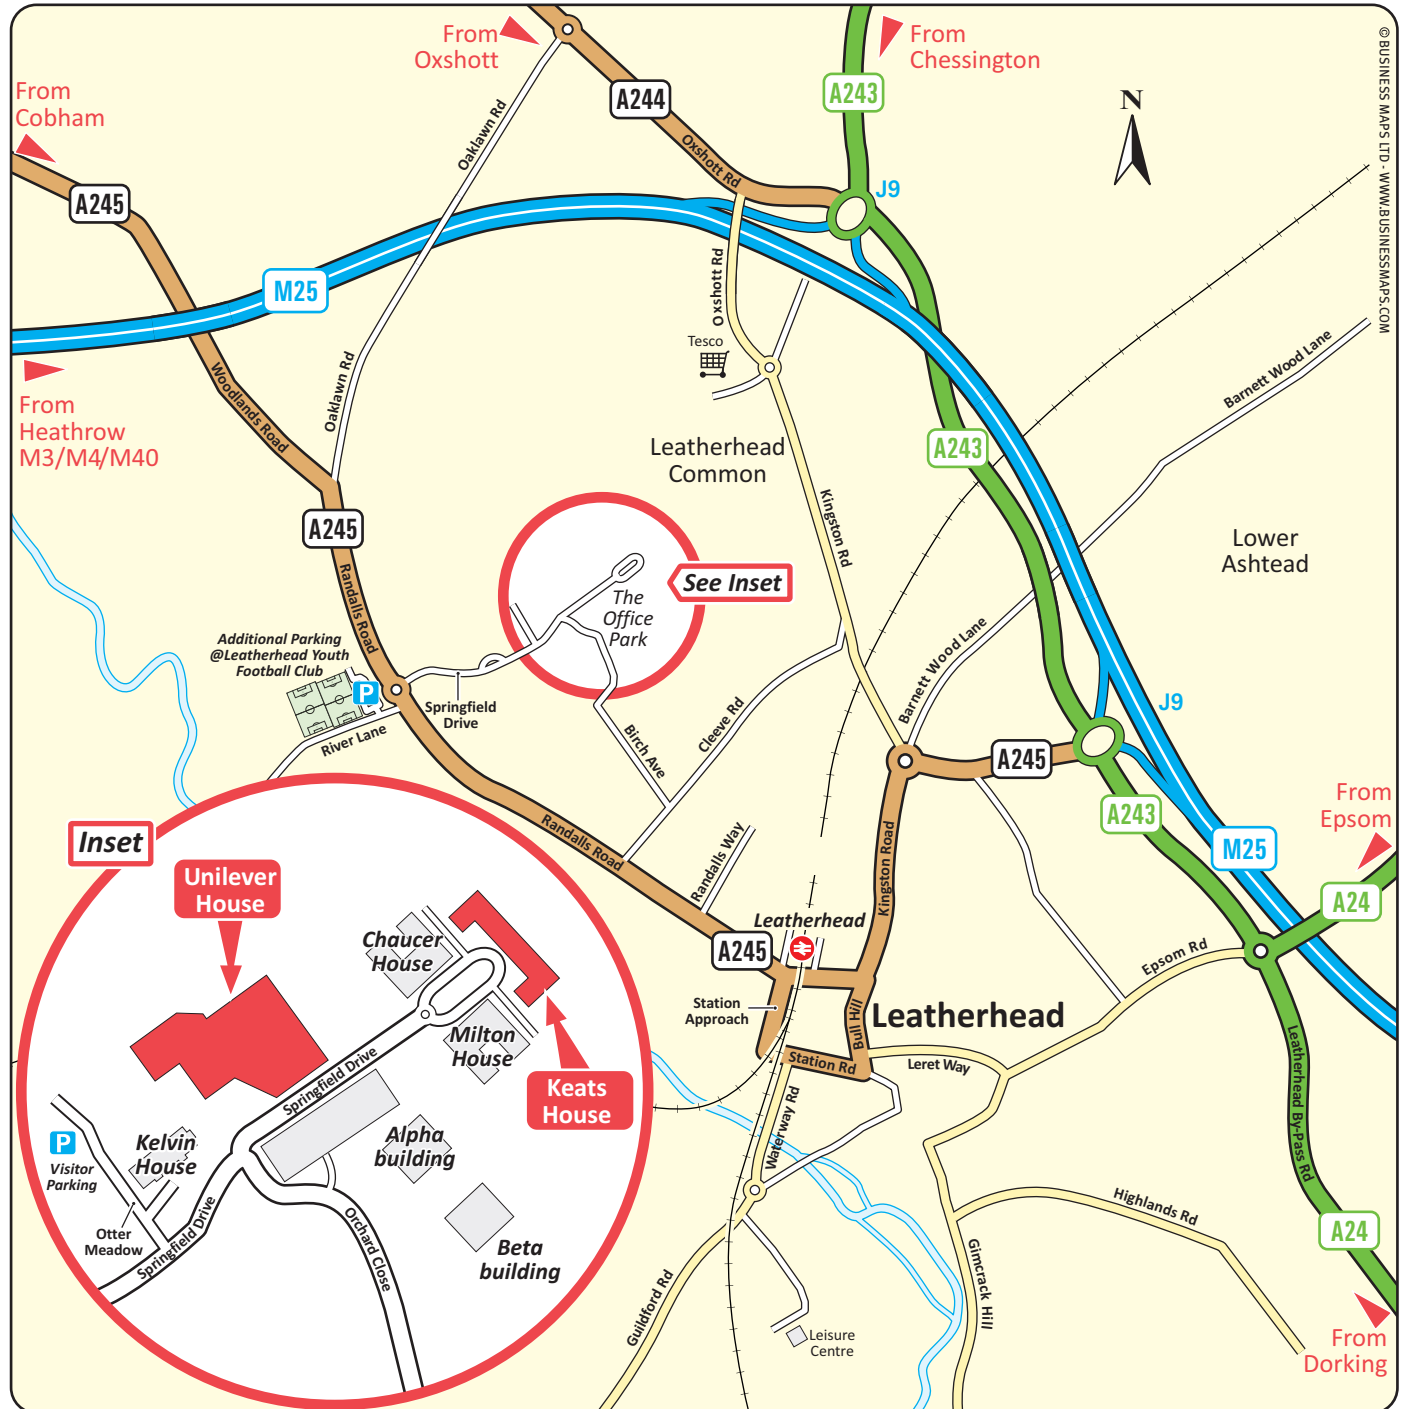 From
Oxshott
From
Chessington
© BUSINESS MAPS LTD - WWW.BUSINESSMAPS.COM
From
Cobham
A244
A243
N
Oaklawn Rd
Oxshott Rd
A245
J9
M25
Oxshott Rd
Tesco
Barnett Wood Lane
From
Heathrow
M3/M4/M40
Woodlands Road
Oaklawn Rd
Leatherhead
Common
A243
Kingston Rd
A245
Lower
Ashtead
See Inset
The
Office
Park
Randalls Road
Additional Parking
@Leatherhead Youth
Football Club
P
Springfield
Drive
River Lane
Birch Ave
Cleeve Rd
Barnett Wood Lane
J9
A245
A243
From
Epsom
M25
A24
Randalls Road
Randalls Way
Kingston Road
Leatherhead
A245
Epsom Rd
Station
Approach
Bull Hill
Leatherhead
Station Rd
Leret Way
Leatherhead By-Pass Rd
Waterway Rd
Highlands Rd
A24
Gimcrack Hill
Guildford Rd
Leisure
Centre
From
Dorking
Inset
Unilever
House
Chaucer
House
Milton
House
Keats
House
Springfield Drive
Alpha
building
Kelvin
House
P
Visitor
Parking
Otter
Meadow
Springfield Drive
Orchard Close
Beta
building